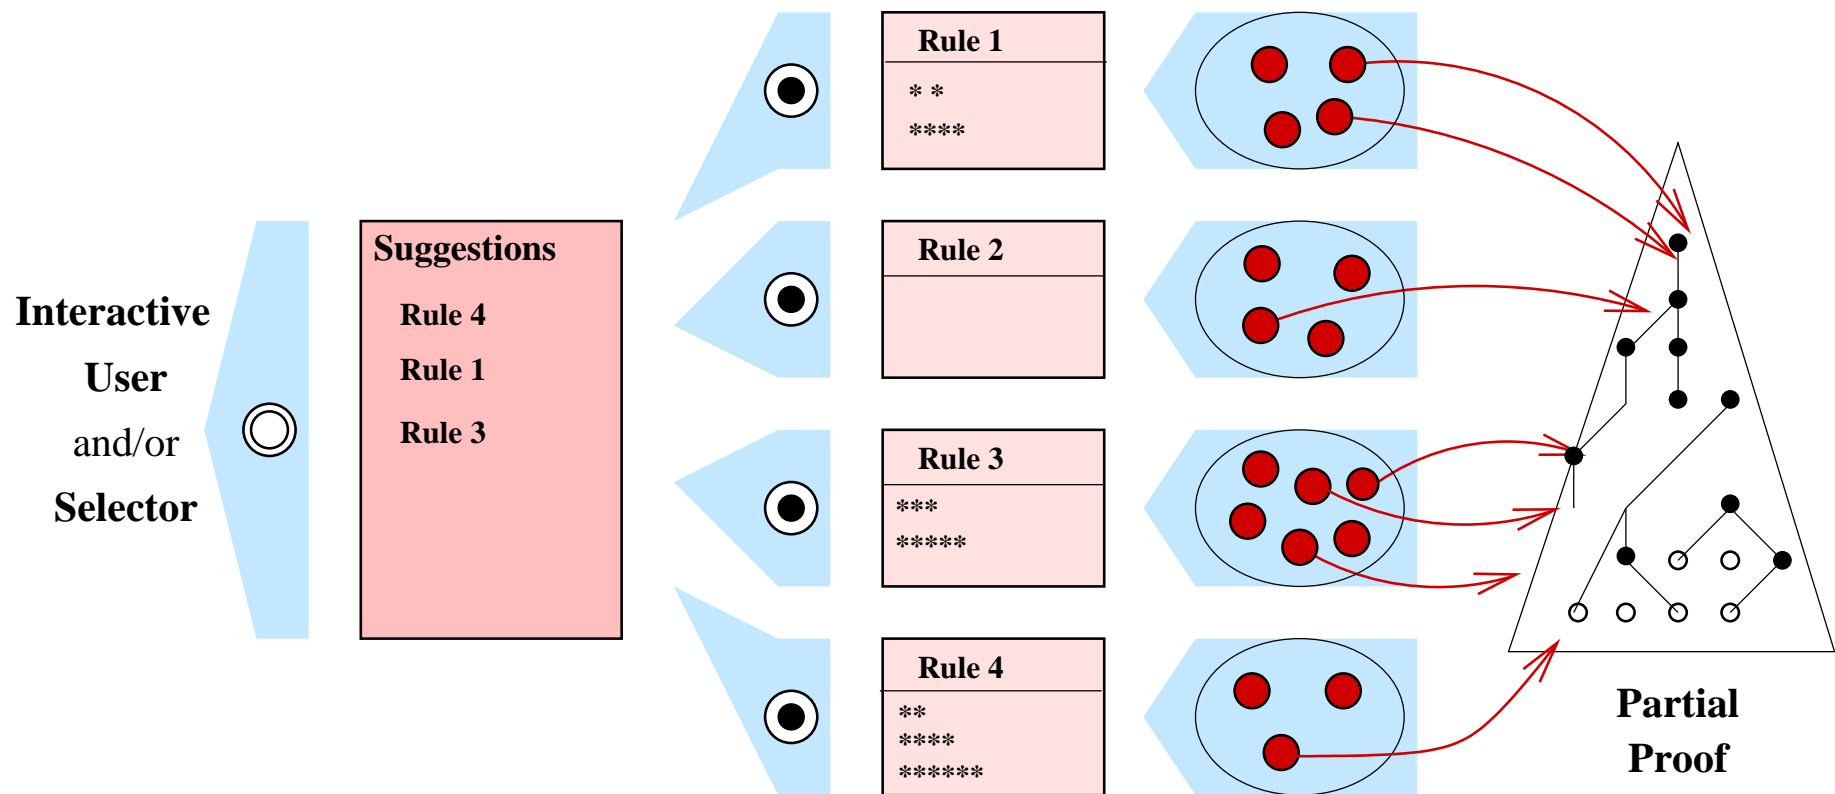 Interactive
User
and/or
Selector
Suggestions
Rule 4
Rule 1
Rule 3
Rule 1
* *
****
Rule 2
Rule 3
***
*****
Rule 4
**
****
******
Partial
Proof